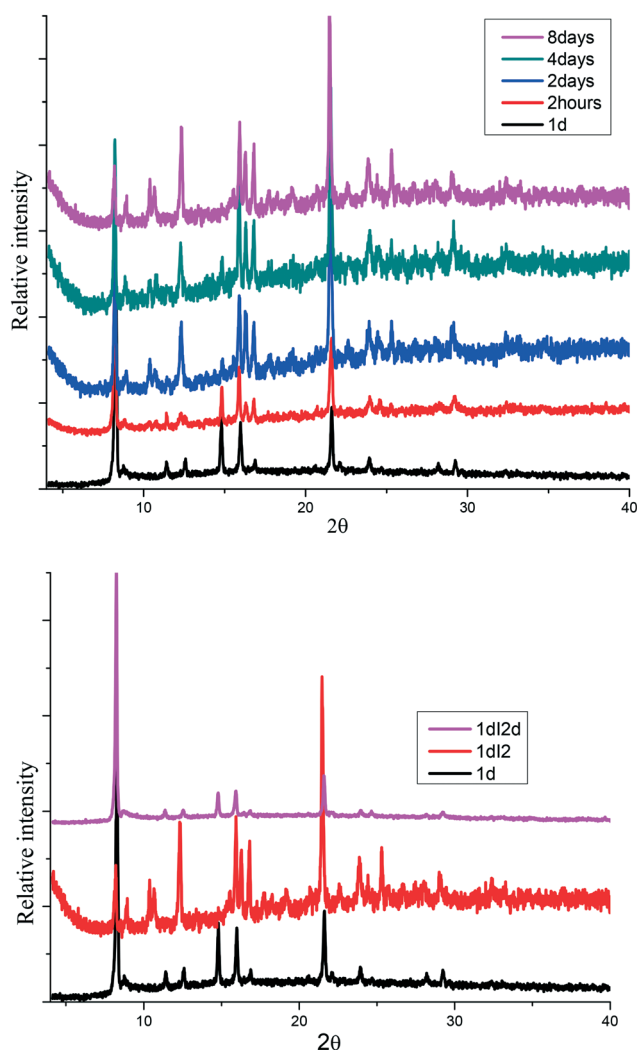 8days
4days
2days
2hours
1d
Relative intensity
10 20 30 40
2θ
1dI2d
1dI2
1d
Relative intensity
10 20 30 40
2θ